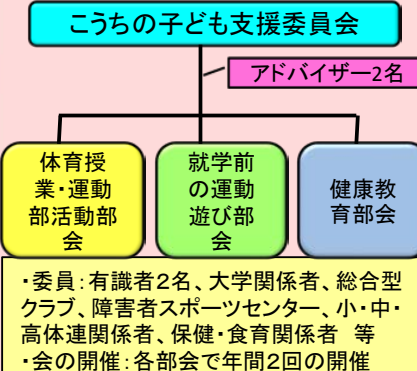 こうちの子ども支援委員会
アドバイザー2名
体育授
業・運動
部活動部
会
就学前
の運動
遊び部
会
健康教
育部会
・委員:有識者2名、大学関係者、総合型
クラブ、障害者スポーツセンター、小・中・
高体連関係者、保健・食育関係者 等
・会の開催:各部会で年間2回の開催